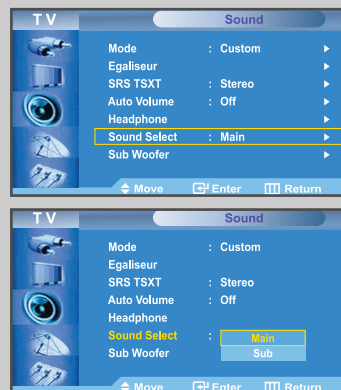 TV Sound
Mode : Custom
Egaliseur
SRS TSXT : Stereo
Auto Volume : Off
Headphone
Sound Select : Main
Sub Woofer
Move Enter Return
TV Sound
Mode : Custom
Egaliseur
SRS TSXT : Stereo
Auto Volume : Off
Headphone
Sound Select : Main
Sub Woofer Sub
Move Enter Return